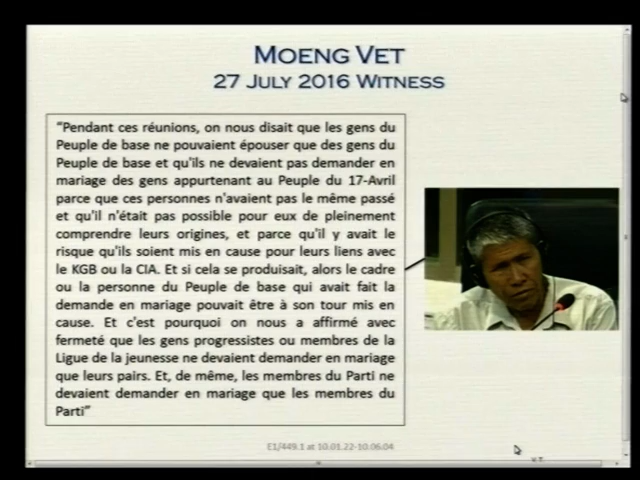 MOENG VET
27 JULY 2016 WITNESS
“Pendant ces réunions, on nous disait que les gens du
Peuple de base ne pouvaient épouser que des gens du
Peuple de base et qu'ils ne devaient pas demander en
mariage des gens appurtenant au Peuple du 17-Avril
parce que ces personnes n'avaient pas le même passé
et qu'il n'était pas possible pour eux de pleinement
comprendre leurs origines, et parce qu'il y avait le
risque qu'ils soient mis en cause pour leurs liens avec
le KGB ou la CIA. Et si cela se produisait, alors le cadre
ou la personne du Peuple de base qui avait fait la
demande en mariage pouvait être à son tour mis en
cause. Et c'est pourquoi on nous a affirmé avec
fermeté que les gens progressistes ou membres de la
Ligue de la jeunesse ne devaient demander en mariage
que leurs pairs. Et, de même, les membres du Parti ne
devaient demander en mariage que les membres du
Parti”
E1/449.1 at 10.01.22-10.06.04